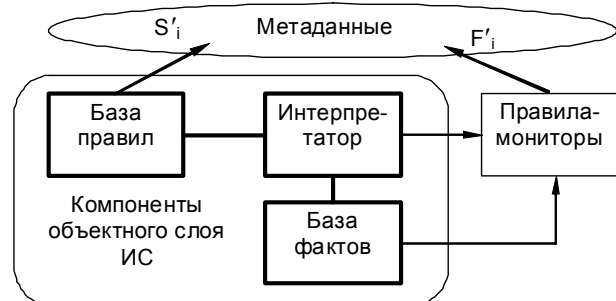 S′i
Метаданные
F′i
База
правил
Интерпре-
татор
Правила-
мониторы
Компоненты
объектного слоя
ИС
База
фактов